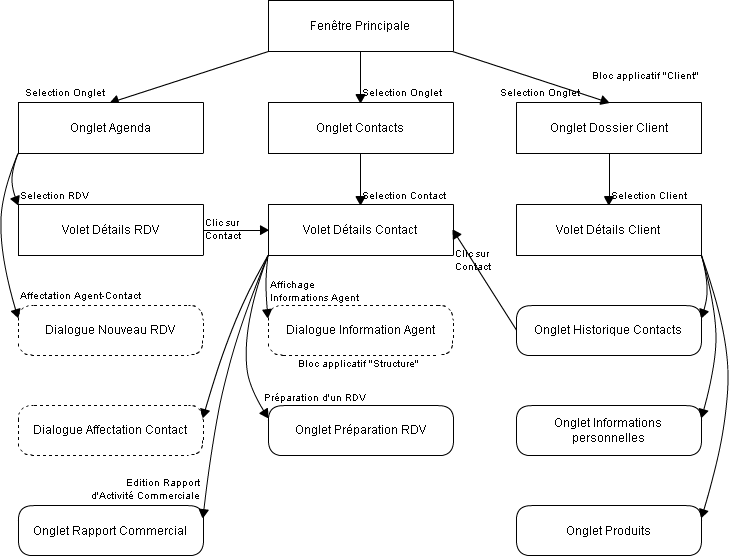 Fenêtre Principale
Bloc applicatif "Client"
Selection Onglet
Selection Onglet
Selection Onglet
Onglet Agenda
Onglet Contacts
Onglet Dossier Client
Selection RDV
Selection Contact
Selection Client
Volet Détails RDV
Clic sur
Contact
Volet Détails Contact
Clic sur
Contact
Volet Détails Client
Affectation Agent-Contact
Affichage
Informations Agent
Dialogue Nouveau RDV
Dialogue Information Agent
Onglet Historique Contacts
Bloc applicatif "Structure"
Préparation d'un RDV
Dialogue Affectation Contact
Onglet Préparation RDV
Onglet Informations
personnelles
Edition Rapport
d'Activité Commerciale
Onglet Rapport Commercial
Onglet Produits